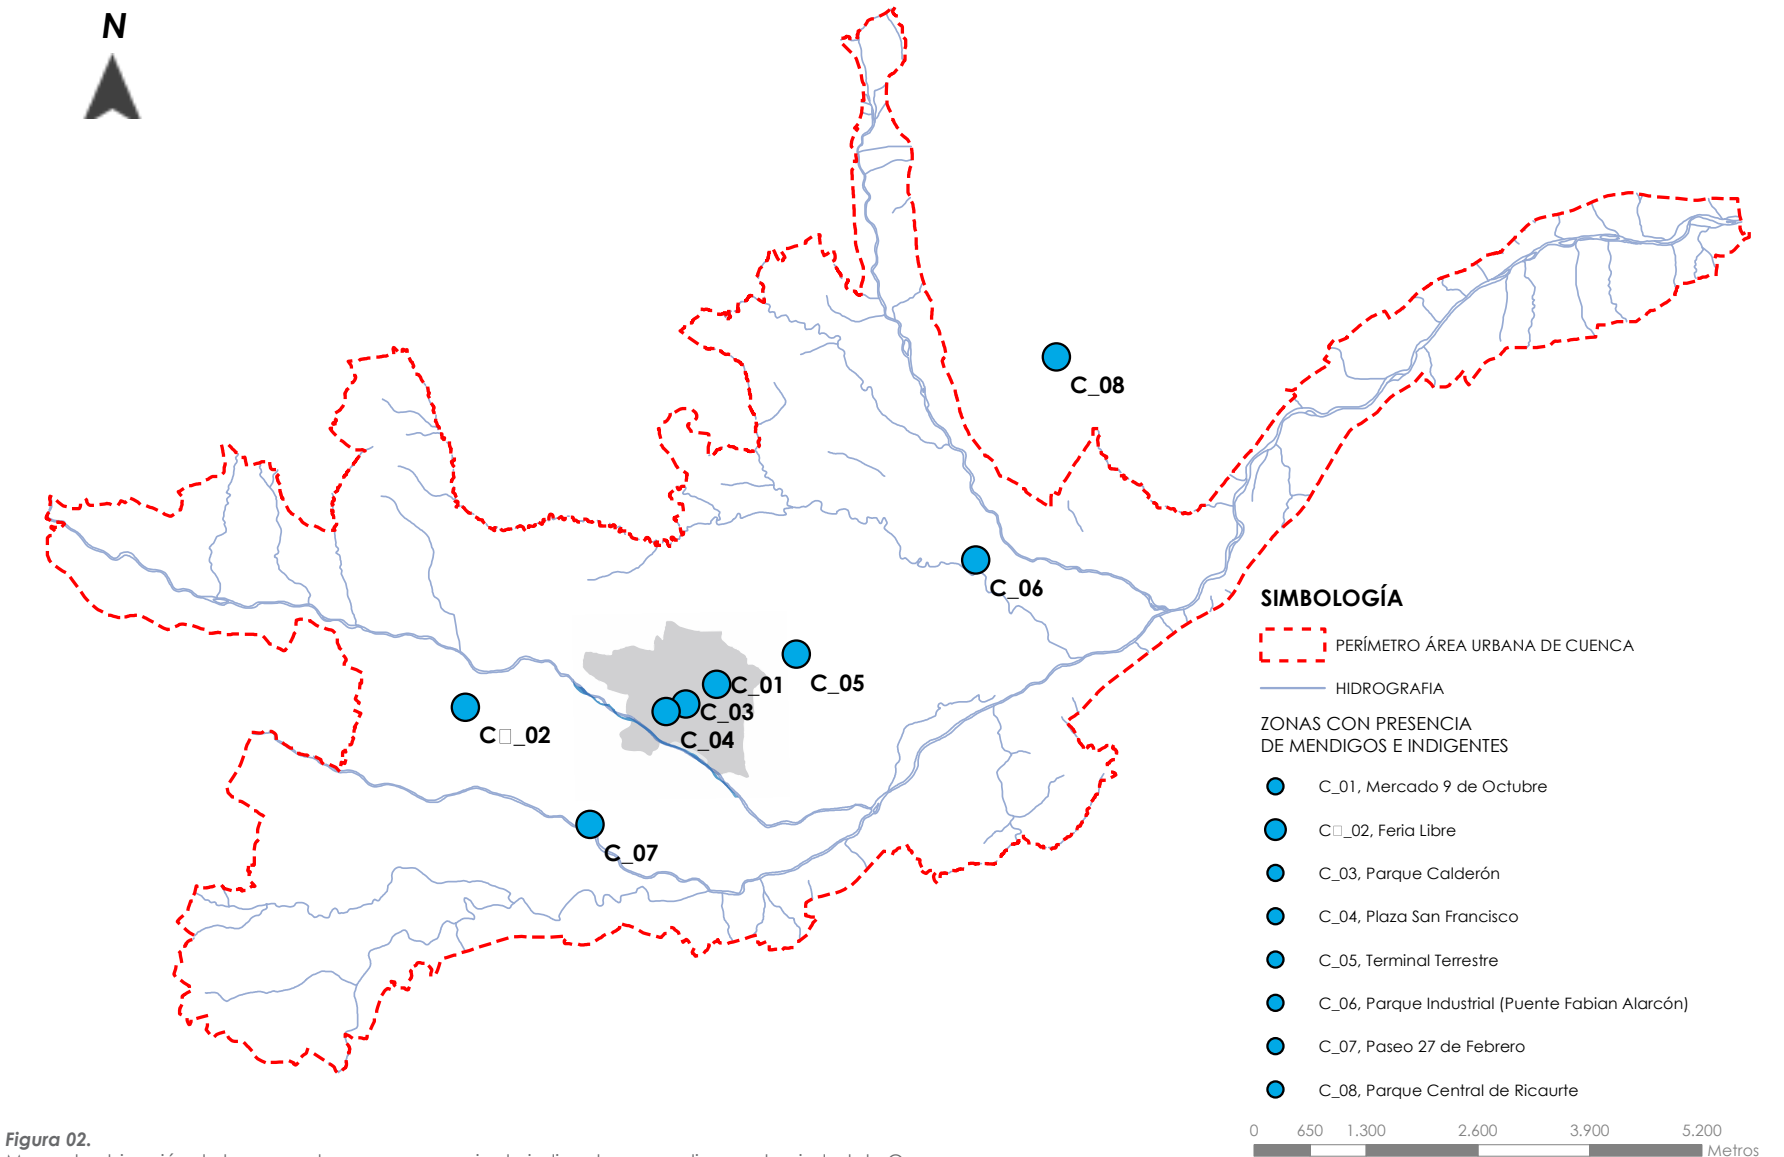 N
C_08
C_06
C_05
C_01
C_03
C_04
C□_02
C_07
SIMBOLOGÍA
PERÍMETRO ÁREA URBANA DE CUENCA
HIDROGRAFIA
ZONAS CON PRESENCIA
DE MENDIGOS E INDIGENTES
C_01, Mercado 9 de Octubre
C□_02, Feria Libre
C_03, Parque Calderón
C_04, Plaza San Francisco
C_05, Terminal Terrestre
C_06, Parque Industrial (Puente Fabian Alarcón)
C_07, Paseo 27 de Febrero
C_08, Parque Central de Ricaurte
0 650 1.300 2.600 3.900 5.200
Metros
Figura 02.